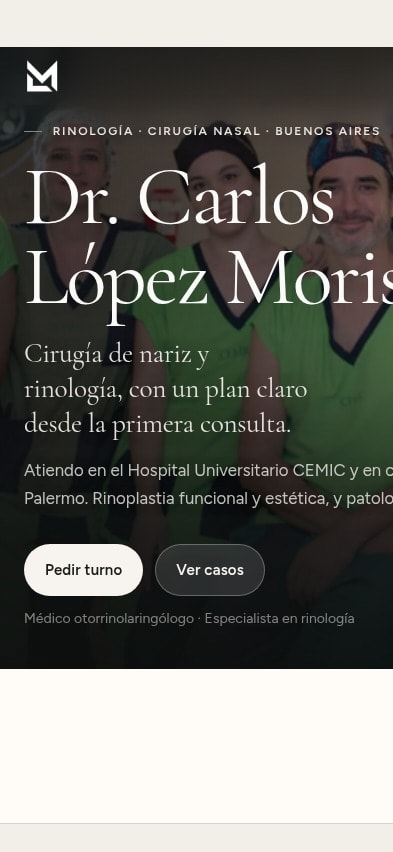 RINOLOGÍA · CIRUGÍA NASAL · BUENOS AIRES
Dr. Carlos
López Moris
Cirugía de nariz y
rinología, con un plan claro
desde la primera consulta.
Atiendo en el Hospital Universitario CEMIC y en c
Palermo. Rinoplastia funcional y estética, y patolo
Pedir turno
Ver casos
Médico otorrinolaringólogo · Especialista en rinología